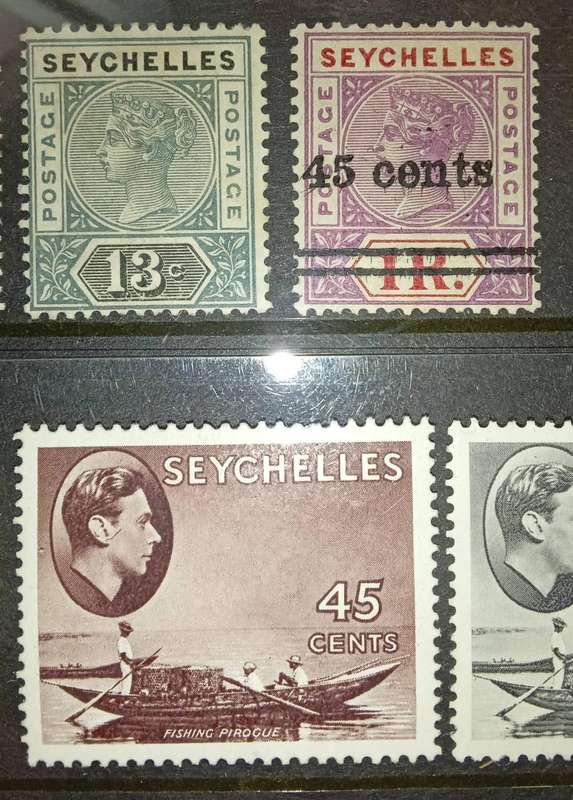 SEYCHELLES
POSTAGE
POSTAGE
13c
SEYCHELLES
POSTAGE
POSTAGE
45 cents
1R.
SEYCHELLES
45
CENTS
FISHING PIROGUE